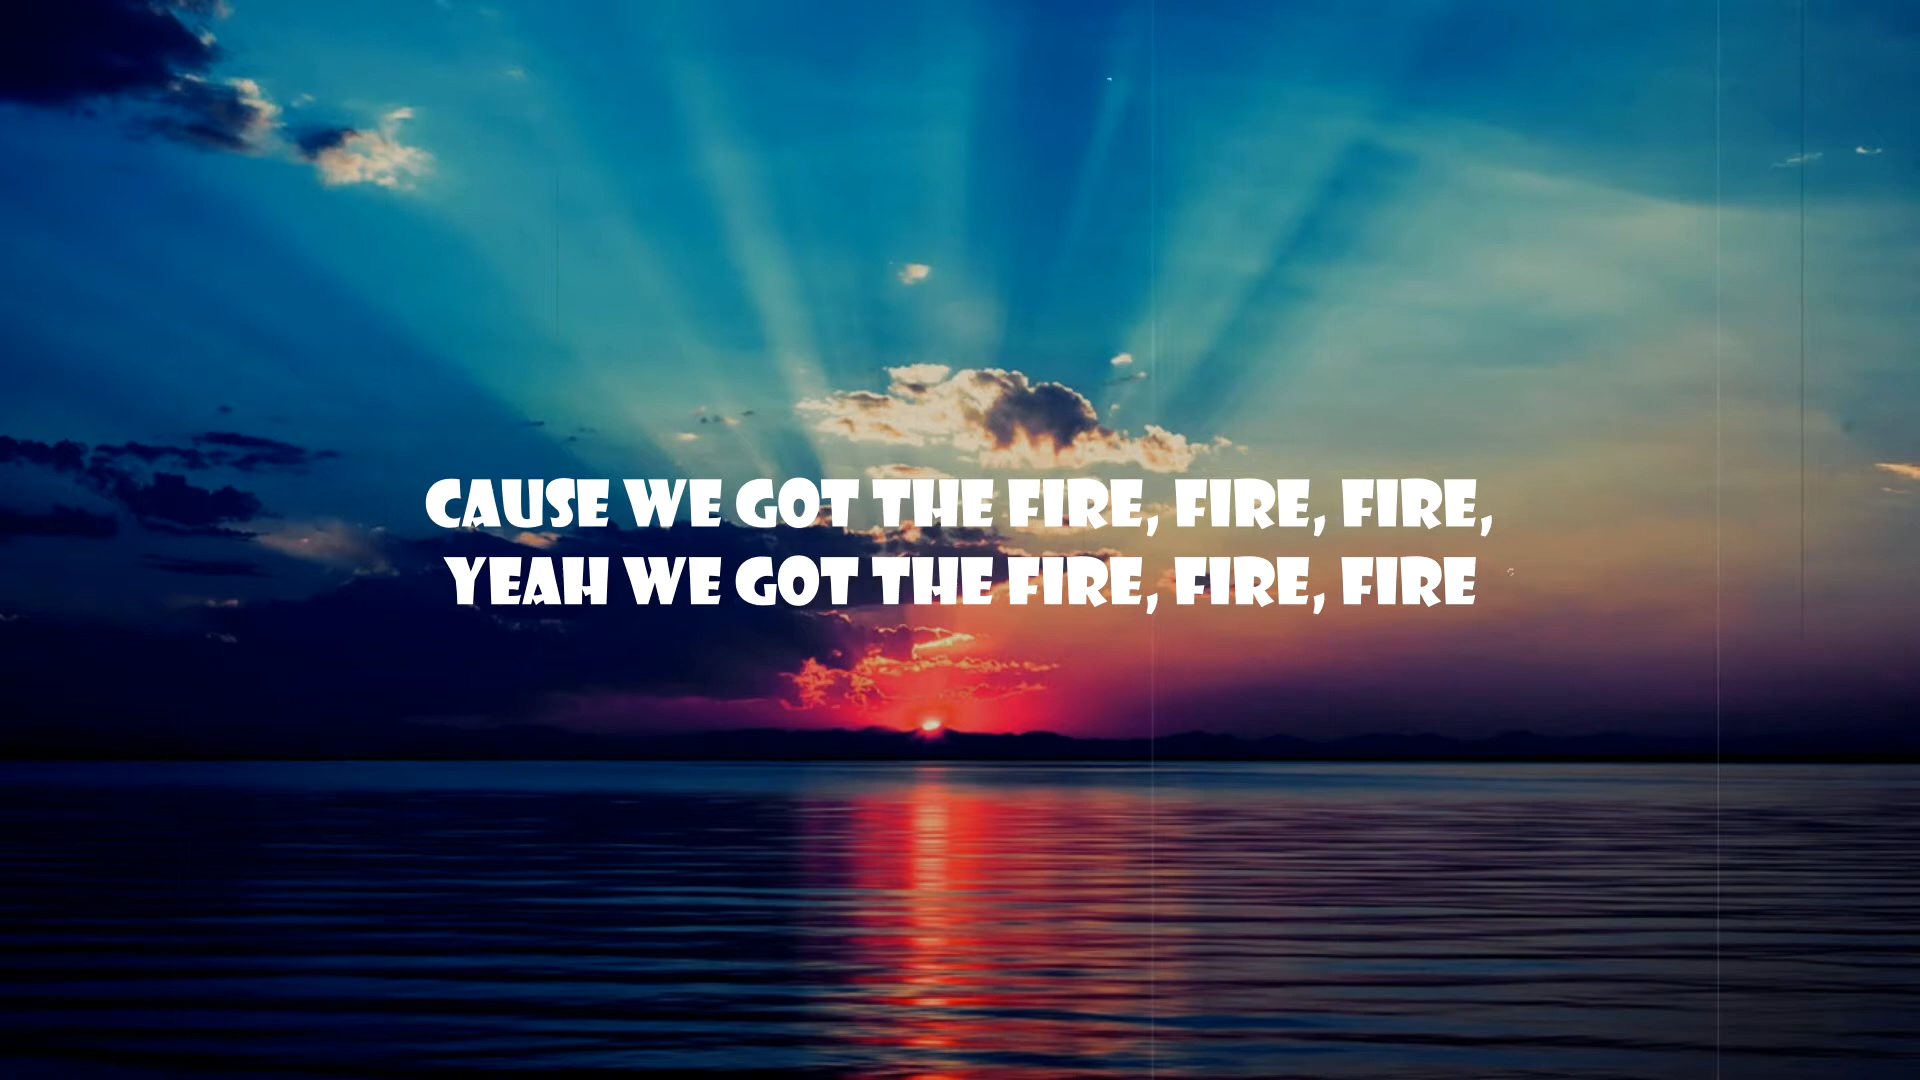 CAUSE WE GOT THE FIRE, FIRE, FIRE,
YEAH WE GOT THE FIRE, FIRE, FIRE